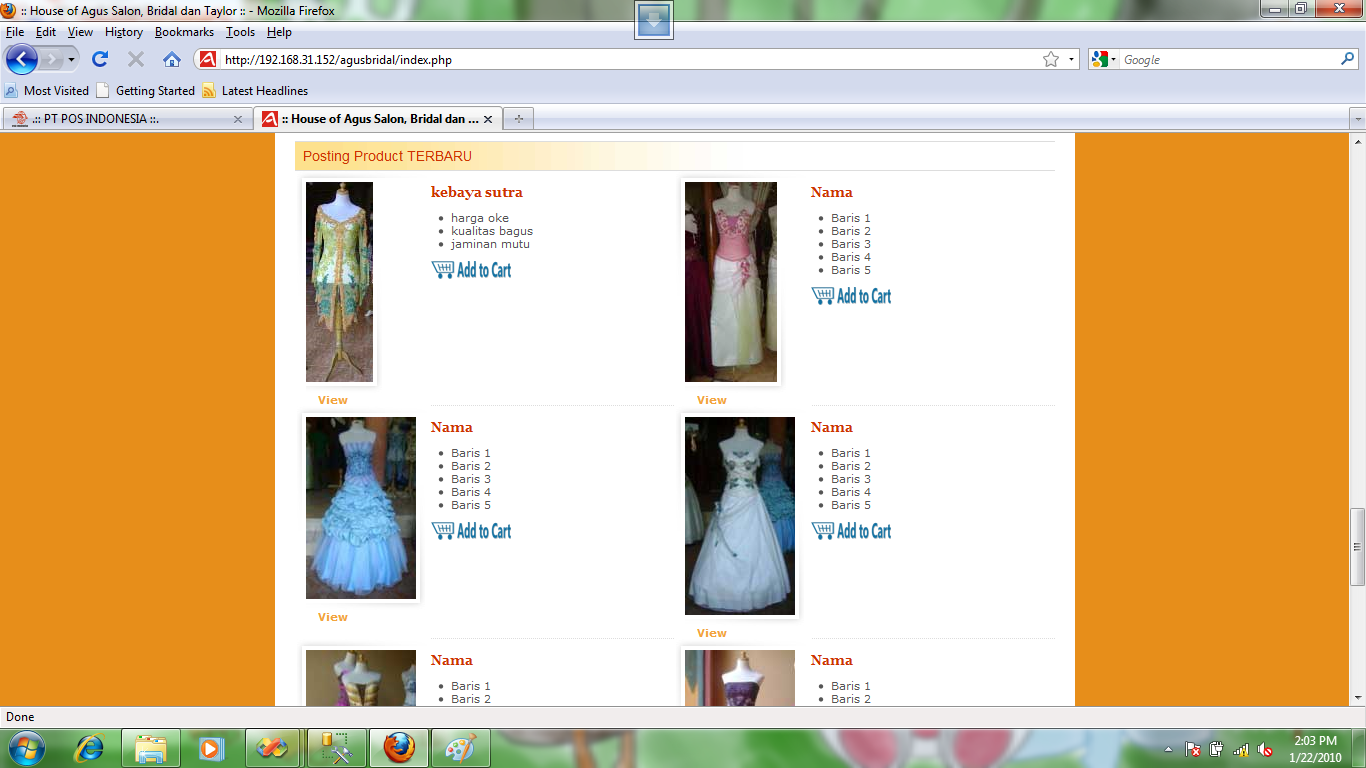 :: House of Agus Salon, Bridal dan Taylor :: - Mozilla Firefox
File Edit View History Bookmarks Tools Help
http://192.168.31.152/agusbridal/index.php
Google
Most Visited Getting Started Latest Headlines
.:: PT POS INDONESIA ::.
:: House of Agus Salon, Bridal dan ...
Posting Product TERBARU
kebaya sutra
harga oke
kualitas bagus
jaminan mutu
Add to Cart
View
Nama
Baris 1
Baris 2
Baris 3
Baris 4
Baris 5
Add to Cart
View
Nama
Baris 1
Baris 2
Baris 3
Baris 4
Baris 5
Add to Cart
View
Nama
Baris 1
Baris 2
Baris 3
Baris 4
Baris 5
Add to Cart
View
Nama
Baris 1
Baris 2
Nama
Baris 1
Baris 2
Done
2:03 PM
1/22/2010